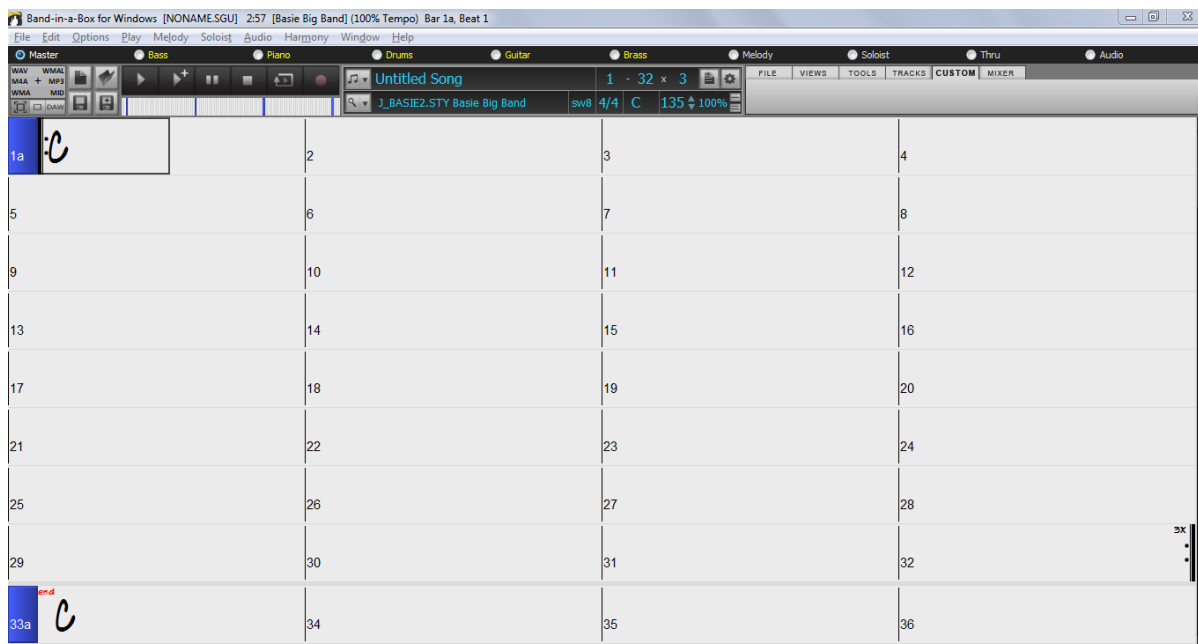 Band-in-a-Box for Windows [NONAME.SGU] 2:57 [Basie Big Band] (100% Tempo) Bar 1a, Beat 1
File Edit Options Play Melody Soloist Audio Harmony Window Help
Master Bass Piano Drums Guitar Brass Melody Soloist Thru Audio
WAV WMAL
M4A + MP3
WMA MID
DAW
Untitled Song 1 - 32 x 3
J_BASIE2.STY Basie Big Band sw8 4/4 C 135 100%
FILE VIEWS TOOLS TRACKS CUSTOM MIXER
1a C 2 3 4
5 6 7 8
9 10 11 12
13 14 15 16
17 18 19 20
21 22 23 24
25 26 27 28
3X
29 30 31 32
end
33a C 34 35 36